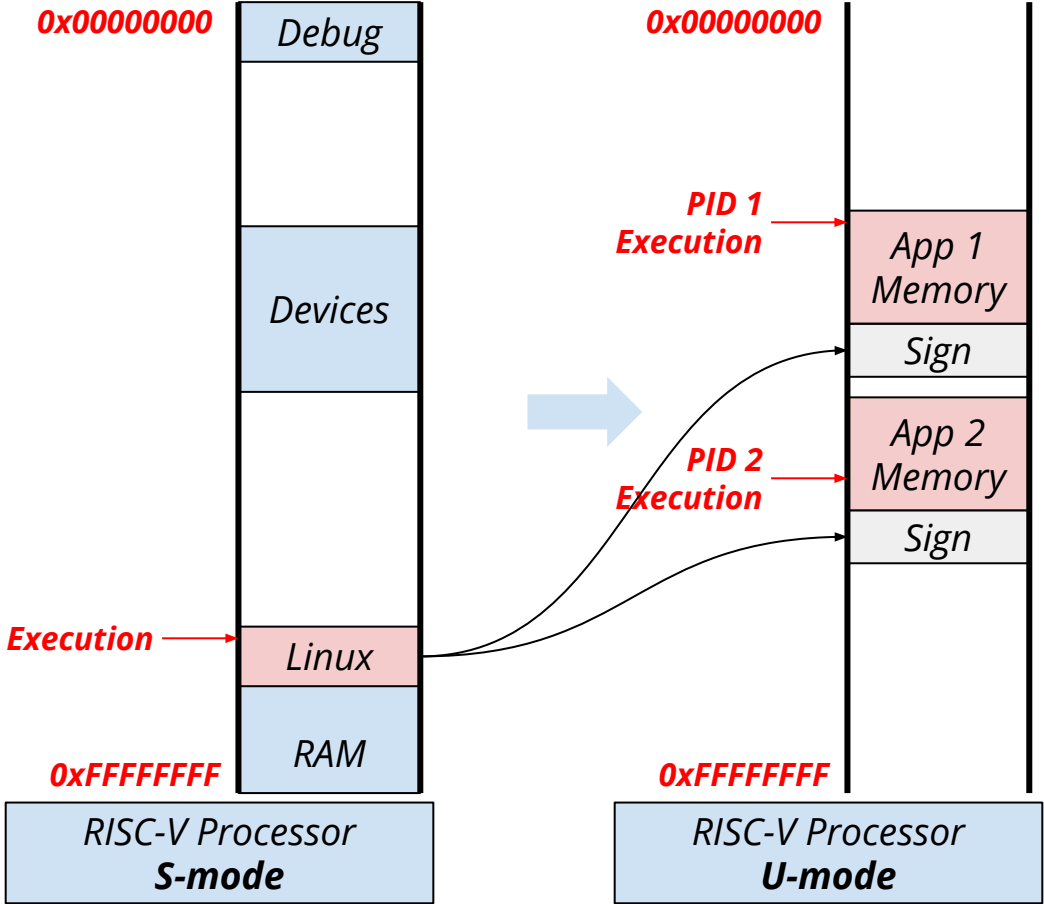 0x00000000
Debug
Devices
Execution
Linux
RAM
0xFFFFFFFF
RISC-V Processor
S-mode
0x00000000
PID 1
Execution
App 1
Memory
Sign
PID 2
Execution
App 2
Memory
Sign
0xFFFFFFFF
RISC-V Processor
U-mode